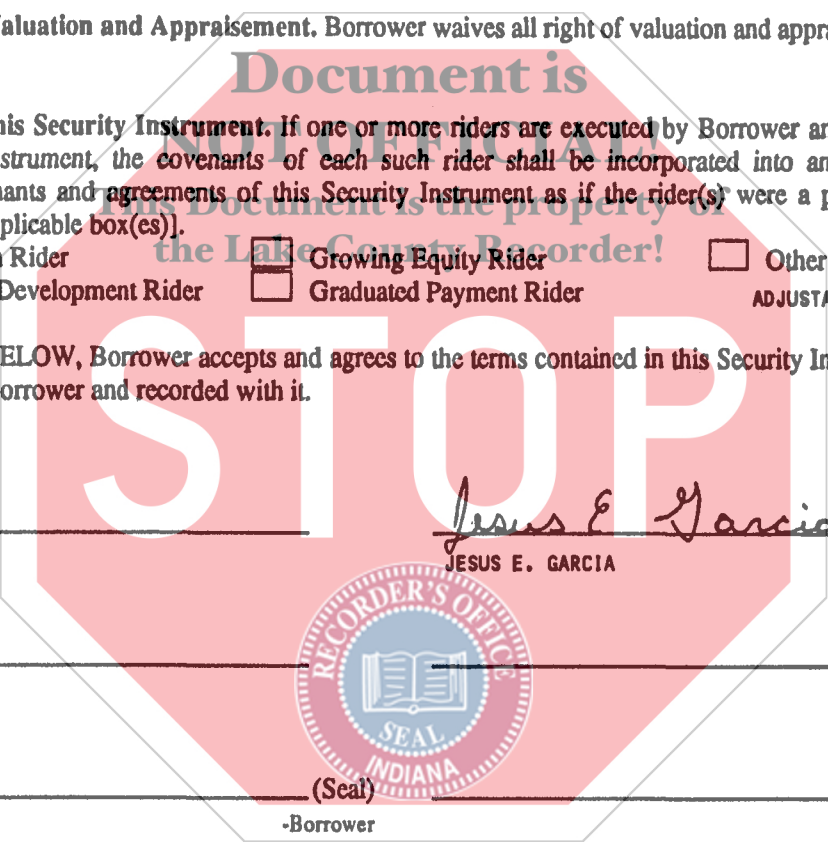 aluation and Appraisement. Borrower waives all right of valuation and appra
Document is
his Security Instrument. If one or more riders are executed by Borrower an
NOT OFFICIAL!
strument, the covenants of each such rider shall be incorporated into an
nants and agreements of this Security Instrument as if the rider(s) were a p
This Document is the property of
plicable box(es)].
the Lake County Recorder!
Rider Growing Equity Rider Other
Development Rider Graduated Payment Rider ADJUSTA
STOP
ELOW, Borrower accepts and agrees to the terms contained in this Security In
orrower and recorded with it.
Jesus E Garcia
JESUS E. GARCIA
RECORDER'S OFFICE
SEAL
INDIANA
(Seal)
-Borrower